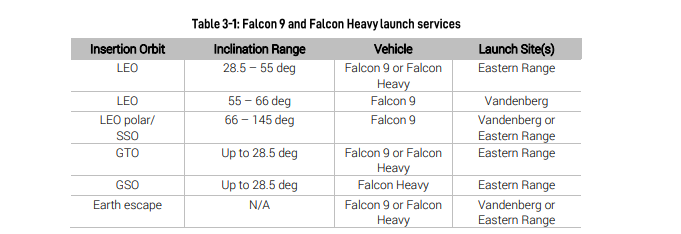 Table 3-1: Falcon 9 and Falcon Heavy launch services
Insertion Orbit Inclination Range Vehicle Launch Site(s)
LEO 28.5 – 55 deg Falcon 9 or Falcon Heavy Eastern Range
LEO 55 – 66 deg Falcon 9 Vandenberg
LEO polar/ SSO 66 – 145 deg Falcon 9 Vandenberg or Eastern Range
GTO Up to 28.5 deg Falcon 9 or Falcon Heavy Eastern Range
GSO Up to 28.5 deg Falcon Heavy Eastern Range
Earth escape N/A Falcon 9 or Falcon Heavy Vandenberg or Eastern Range